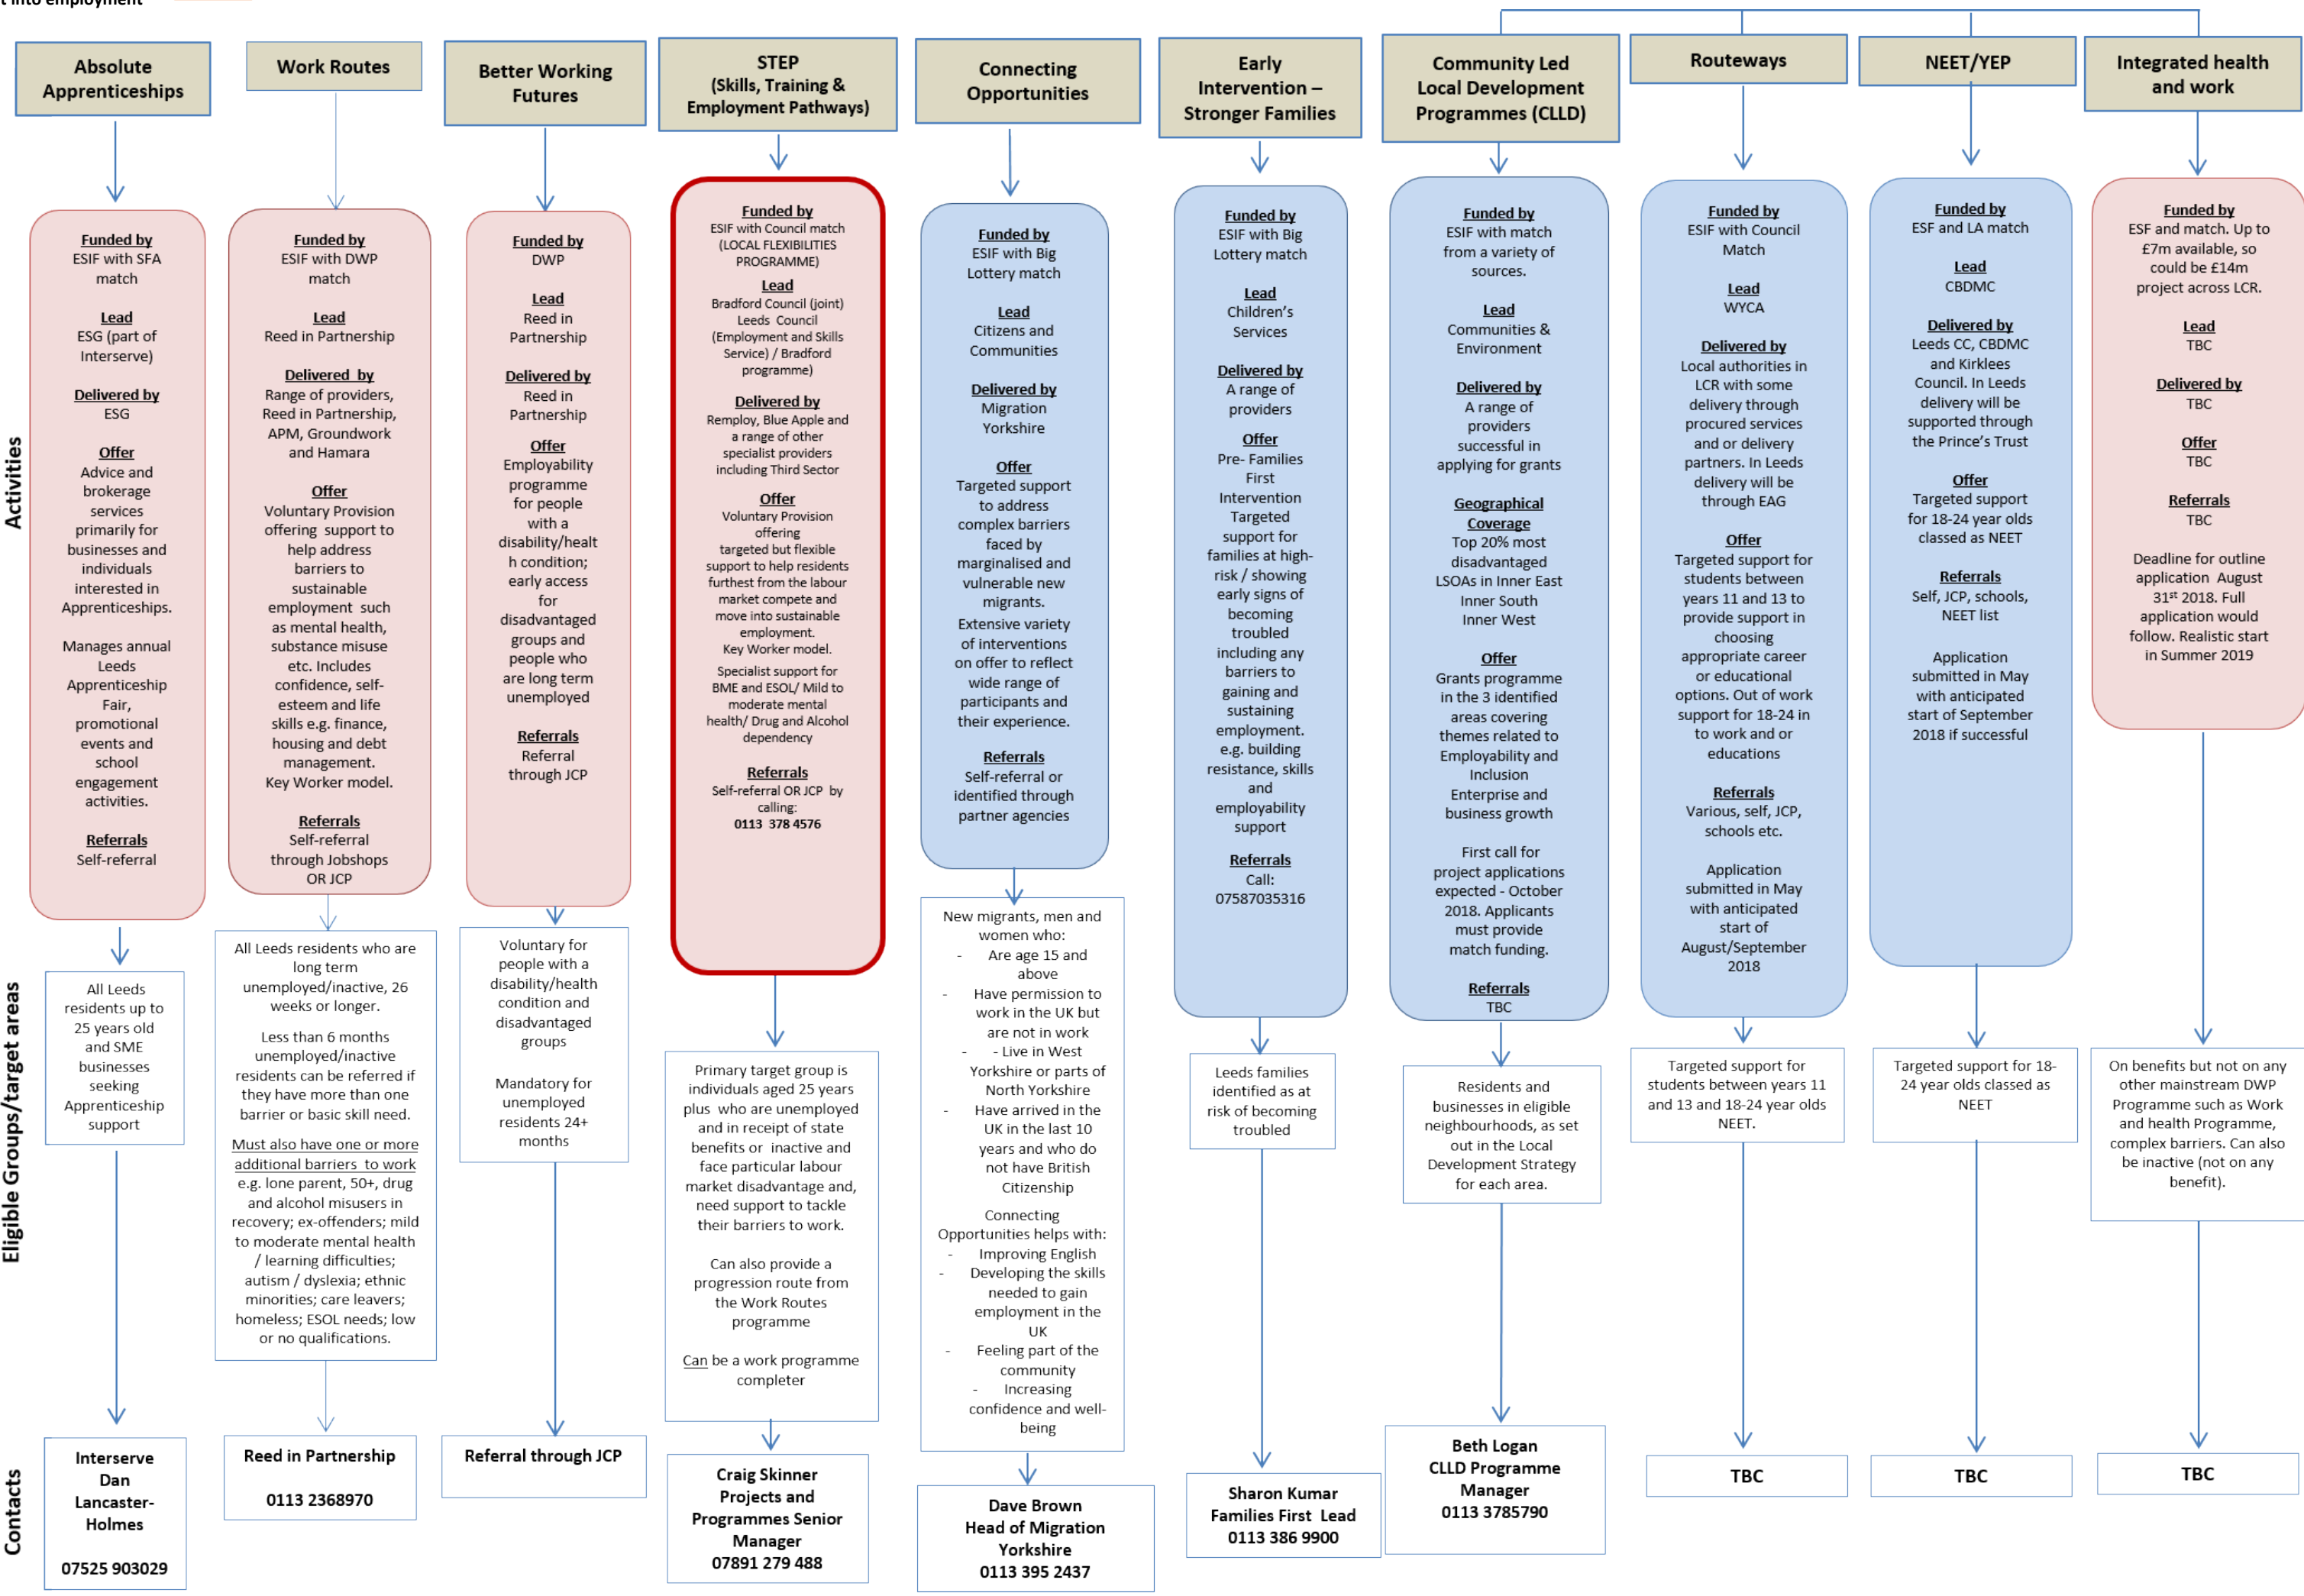 t into employment
Absolute
Apprenticeships
Work Routes
Better Working
Futures
STEP
(Skills, Training &
Employment Pathways)
Connecting
Opportunities
Early
Intervention –
Stronger Families
Community Led
Local Development
Programmes (CLLD)
Routeways
NEET/YEP
Integrated health
and work
Activities
Funded by
ESIF with SFA
match
Lead
ESG (part of
Interserve)
Delivered by
ESG
Offer
Advice and
brokerage
services
primarily for
businesses and
individuals
interested in
Apprenticeships.
Manages annual
Leeds
Apprenticeship
Fair,
promotional
events and
school
engagement
activities.
Referrals
Self-referral
Funded by
ESIF with DWP
match
Lead
Reed in Partnership
Delivered by
Range of providers,
Reed in Partnership,
APM, Groundwork
and Hamara
Offer
Voluntary Provision
offering support to
help address
barriers to
sustainable
employment such
as mental health,
substance misuse
etc. Includes
confidence, self-
esteem and life
skills e.g. finance,
housing and debt
management.
Key Worker model.
Referrals
Self-referral
through Jobshops
OR JCP
Funded by
DWP
Lead
Reed in
Partnership
Delivered by
Reed in
Partnership
Offer
Employability
programme
for people
with a
disability/healt
h condition;
early access
for
disadvantaged
groups and
people who
are long term
unemployed
Referrals
Referral
through JCP
Funded by
ESIF with Council match
(LOCAL FLEXIBILITIES
PROGRAMME)
Lead
Bradford Council (joint)
Leeds Council
(Employment and Skills
Service) / Bradford
programme)
Delivered by
Remploy, Blue Apple and
a range of other
specialist providers
including Third Sector
Offer
Voluntary Provision
offering
targeted but flexible
support to help residents
furthest from the labour
market compete and
move into sustainable
employment.
Key Worker model.
Specialist support for
BME and ESOL/ Mild to
moderate mental
health/ Drug and Alcohol
dependency
Referrals
Self-referral OR JCP by
calling:
0113 378 4576
Funded by
ESIF with Big
Lottery match
Lead
Citizens and
Communities
Delivered by
Migration
Yorkshire
Offer
Targeted support
to address
complex barriers
faced by
marginalised and
vulnerable new
migrants.
Extensive variety
of interventions
on offer to reflect
wide range of
participants and
their experience.
Referrals
Self-referral or
identified through
partner agencies
Funded by
ESIF with Big
Lottery match
Lead
Children's
Services
Delivered by
A range of
providers
Offer
Pre- Families
First
Intervention
Targeted
support for
families at high-
risk / showing
early signs of
becoming
troubled
including any
barriers to
gaining and
sustaining
employment.
e.g. building
resistance, skills
and
employability
support
Referrals
Call:
07587035316
Funded by
ESIF with match
from a variety of
sources.
Lead
Communities &
Environment
Delivered by
A range of
providers
successful in
applying for grants
Geographical
Coverage
Top 20% most
disadvantaged
LSOAs in Inner East
Inner South
Inner West
Offer
Grants programme
in the 3 identified
areas covering
themes related to
Employability and
Inclusion
Enterprise and
business growth
First call for
project applications
expected - October
2018. Applicants
must provide
match funding.
Referrals
TBC
Funded by
ESIF with Council
Match
Lead
WYCA
Delivered by
Local authorities in
LCR with some
delivery through
procured services
and or delivery
partners. In Leeds
delivery will be
through EAG
Offer
Targeted support for
students between
years 11 and 13 to
provide support in
choosing
appropriate career
or educational
options. Out of work
support for 18-24 in
to work and or
educations
Referrals
Various, self, JCP,
schools etc.
Application
submitted in May
with anticipated
start of
August/September
2018
Funded by
ESF and LA match
Lead
CBDMC
Delivered by
Leeds CC, CBDMC
and Kirklees
Council. In Leeds
delivery will be
supported through
the Prince's Trust
Offer
Targeted support
for 18-24 year olds
classed as NEET
Referrals
Self, JCP, schools,
NEET list
Application
submitted in May
with anticipated
start of September
2018 if successful
Funded by
ESF and match. Up to
£7m available, so
could be £14m
project across LCR.
Lead
TBC
Delivered by
TBC
Offer
TBC
Referrals
TBC
Deadline for outline
application August
31st 2018. Full
application would
follow. Realistic start
in Summer 2019
Eligible Groups/target areas
All Leeds
residents up to
25 years old
and SME
businesses
seeking
Apprenticeship
support
All Leeds residents who are
long term
unemployed/inactive, 26
weeks or longer.
Less than 6 months
unemployed/inactive
residents can be referred if
they have more than one
barrier or basic skill need.
Must also have one or more
additional barriers to work
e.g. lone parent, 50+, drug
and alcohol misusers in
recovery; ex-offenders; mild
to moderate mental health
/ learning difficulties;
autism / dyslexia; ethnic
minorities; care leavers;
homeless; ESOL needs; low
or no qualifications.
Voluntary for
people with a
disability/health
condition and
disadvantaged
groups
Mandatory for
unemployed
residents 24+
months
Primary target group is
individuals aged 25 years
plus who are unemployed
and in receipt of state
benefits or inactive and
face particular labour
market disadvantage and,
need support to tackle
their barriers to work.
Can also provide a
progression route from
the Work Routes
programme
Can be a work programme
completer
New migrants, men and
women who:
- Are age 15 and
above
- Have permission to
work in the UK but
are not in work
- - Live in West
Yorkshire or parts of
North Yorkshire
- Have arrived in the
UK in the last 10
years and who do
not have British
Citizenship
Connecting
Opportunities helps with:
- Improving English
- Developing the skills
needed to gain
employment in the
UK
- Feeling part of the
community
- Increasing
confidence and well-
being
Leeds families
identified as at
risk of becoming
troubled
Residents and
businesses in eligible
neighbourhoods, as set
out in the Local
Development Strategy
for each area.
Targeted support for
students between years 11
and 13 and 18-24 year olds
NEET.
Targeted support for 18-
24 year olds classed as
NEET
On benefits but not on any
other mainstream DWP
Programme such as Work
and health Programme,
complex barriers. Can also
be inactive (not on any
benefit).
Contacts
Interserve
Dan
Lancaster-
Holmes
07525 903029
Reed in Partnership
0113 2368970
Referral through JCP
Craig Skinner
Projects and
Programmes Senior
Manager
07891 279 488
Dave Brown
Head of Migration
Yorkshire
0113 395 2437
Sharon Kumar
Families First Lead
0113 386 9900
Beth Logan
CLLD Programme
Manager
0113 3785790
TBC
TBC
TBC